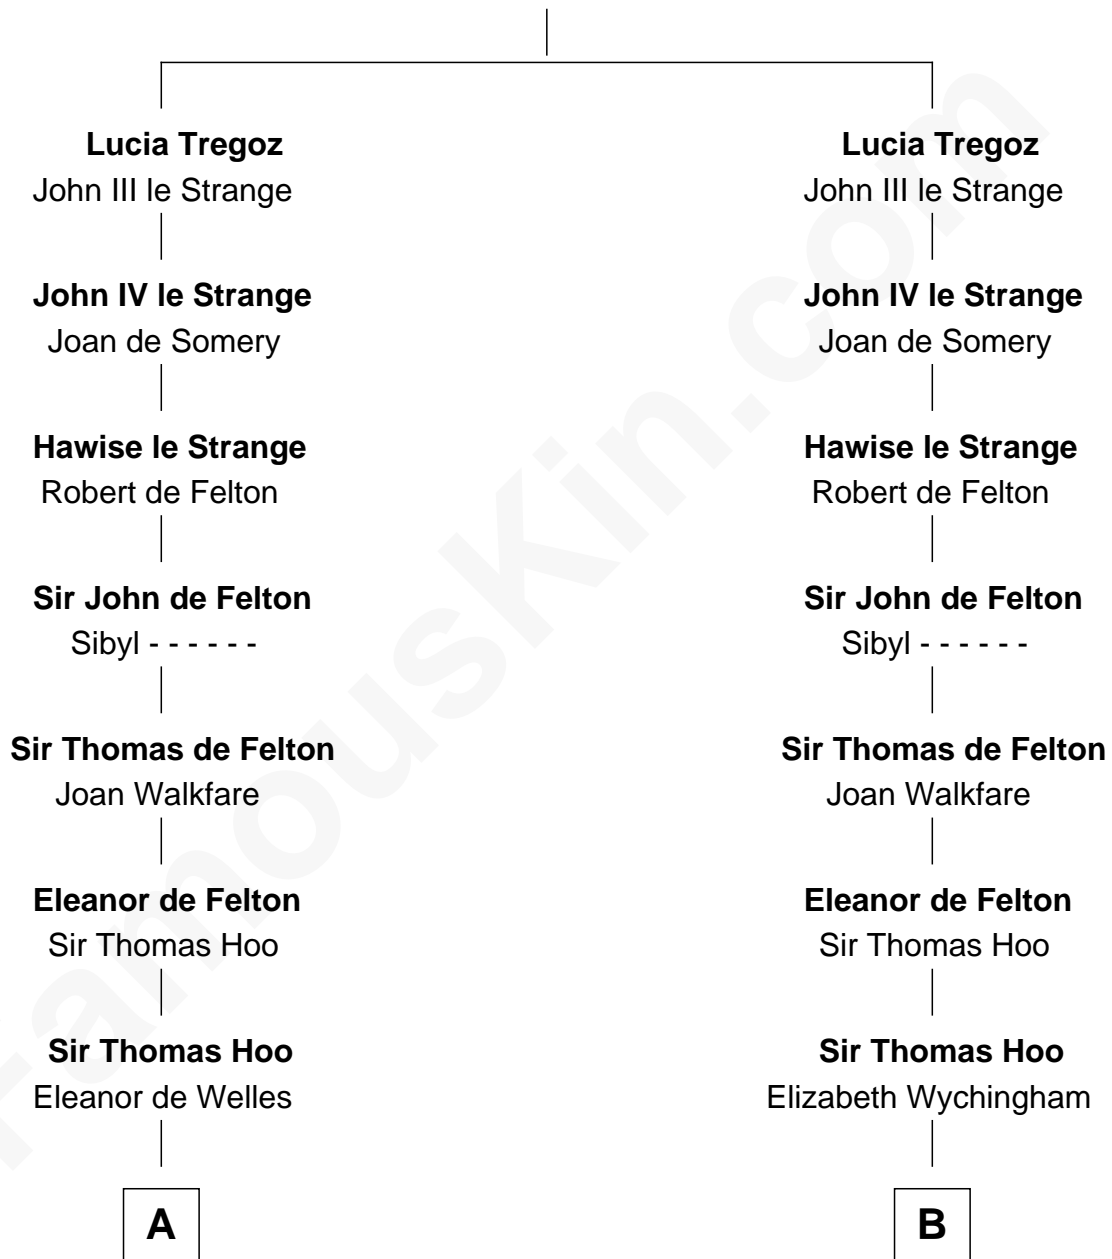 Lucia Tregoz
John III le Strange
John IV le Strange
Joan de Somery
Hawise le Strange
Robert de Felton
Sir John de Felton
Sibyl - - - - - -
Sir Thomas de Felton
Joan Walkfare
Eleanor de Felton
Sir Thomas Hoo
Sir Thomas Hoo
Eleanor de Welles
A
Lucia Tregoz
John III le Strange
John IV le Strange
Joan de Somery
Hawise le Strange
Robert de Felton
Sir John de Felton
Sibyl - - - - - -
Sir Thomas de Felton
Joan Walkfare
Eleanor de Felton
Sir Thomas Hoo
Sir Thomas Hoo
Elizabeth Wychingham
B
FamousKin.com